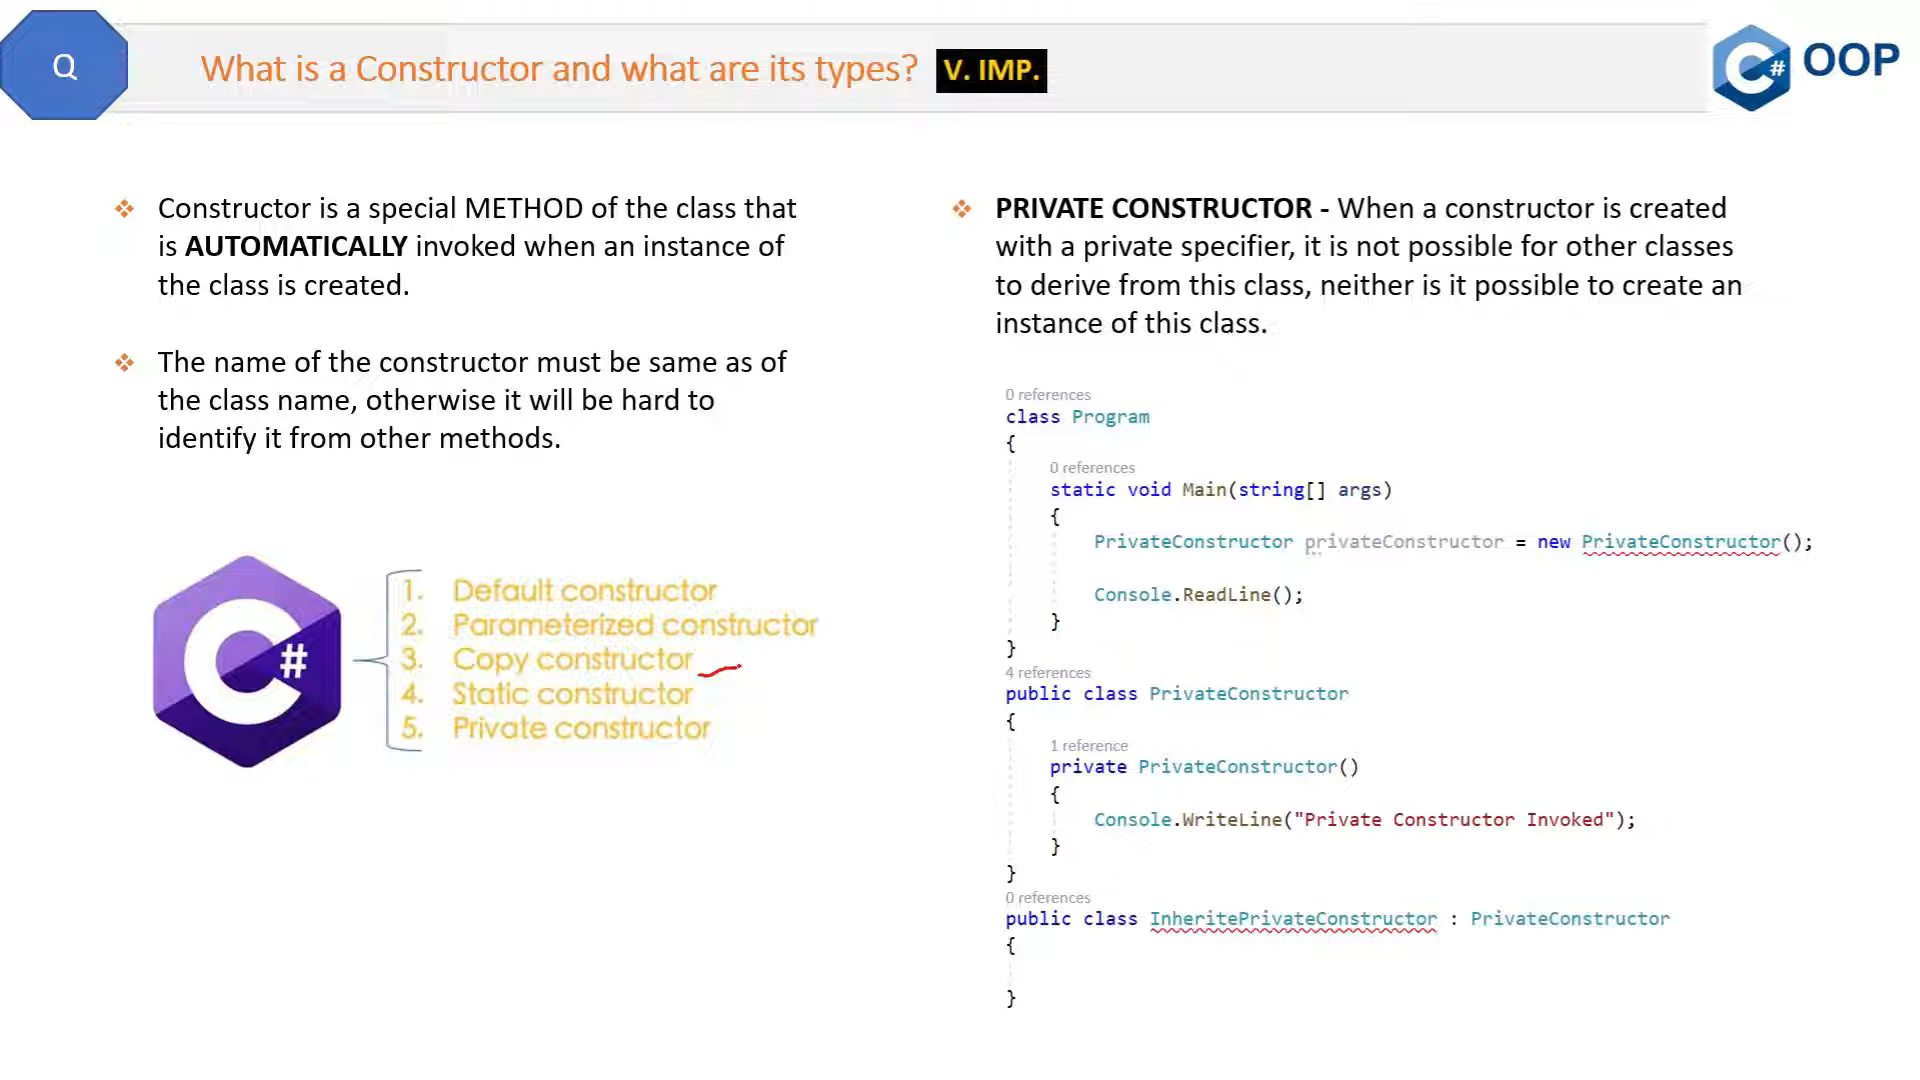 Q
What is a Constructor and what are its types? V. IMP.
C# OOP
Constructor is a special METHOD of the class that
is AUTOMATICALLY invoked when an instance of
the class is created.
The name of the constructor must be same as of
the class name, otherwise it will be hard to
identify it from other methods.
C#
1. Default constructor
2. Parameterized constructor
3. Copy constructor
4. Static constructor
5. Private constructor
PRIVATE CONSTRUCTOR - When a constructor is created
with a private specifier, it is not possible for other classes
to derive from this class, neither is it possible to create an
instance of this class.
0 references
class Program
{
0 references
static void Main(string[] args)
{
PrivateConstructor privateConstructor = new PrivateConstructor();
Console.ReadLine();
}
}
4 references
public class PrivateConstructor
{
1 reference
private PrivateConstructor()
{
Console.WriteLine("Private Constructor Invoked");
}
}
0 references
public class InheritePrivateConstructor : PrivateConstructor
{
}